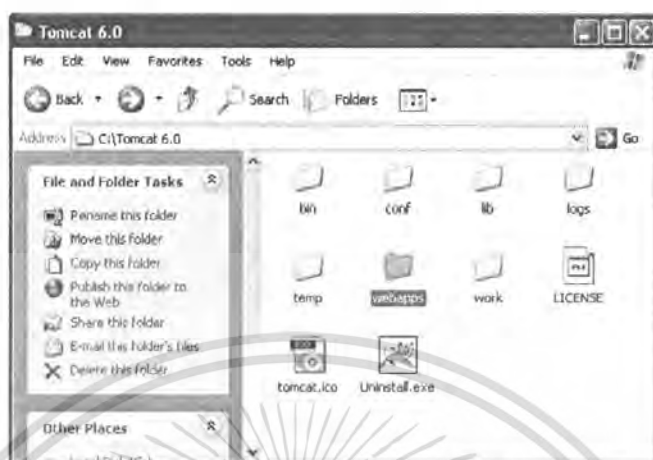 Tomcat 6.0
File Edit View Favorites Tools Help
Back Search Folders
Address C:\Tomcat 6.0 Go
File and Folder Tasks
Rename this folder
Move this folder
Copy this folder
Publish this folder to
the Web
Share this folder
E-mail this folder's files
Delete this folder
Other Places
bin conf lib logs
temp webapps work LICENSE
tomcat.ico Uninstall.exe